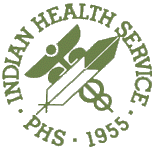 INDIAN HEALTH SERVICE
· PHS · 1955 ·